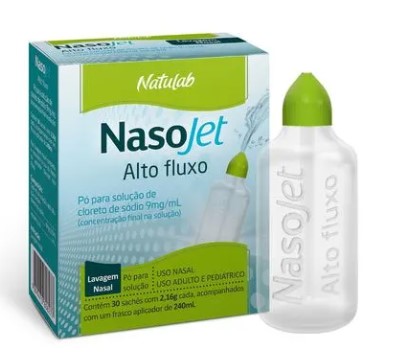 Natulab
NasoJet
Alto fluxo
Pó para solução de
cloreto de sódio 9mg/mL
(concentração final na solução)
Lavagem
Nasal
Pó para
solução
USO NASAL
USO ADULTO E PEDIÁTRICO
Contém 30 sachês com 2,16g cada, acompanhados
com um frasco aplicador de 240mL.
Naso
Alto
NasoJet
Alto fluxo